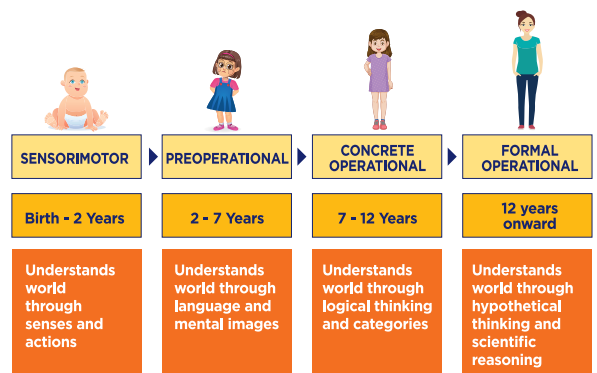 SENSORIMOTOR
PREOPERATIONAL
CONCRETE
OPERATIONAL
FORMAL
OPERATIONAL
Birth - 2 Years
2 - 7 Years
7 - 12 Years
12 years
onward
Understands
world
through
senses and
actions
Understands
world through
language and
mental images
Understands
world through
logical thinking
and categories
Understands
world through
hypothetical
thinking and
scientific
reasoning